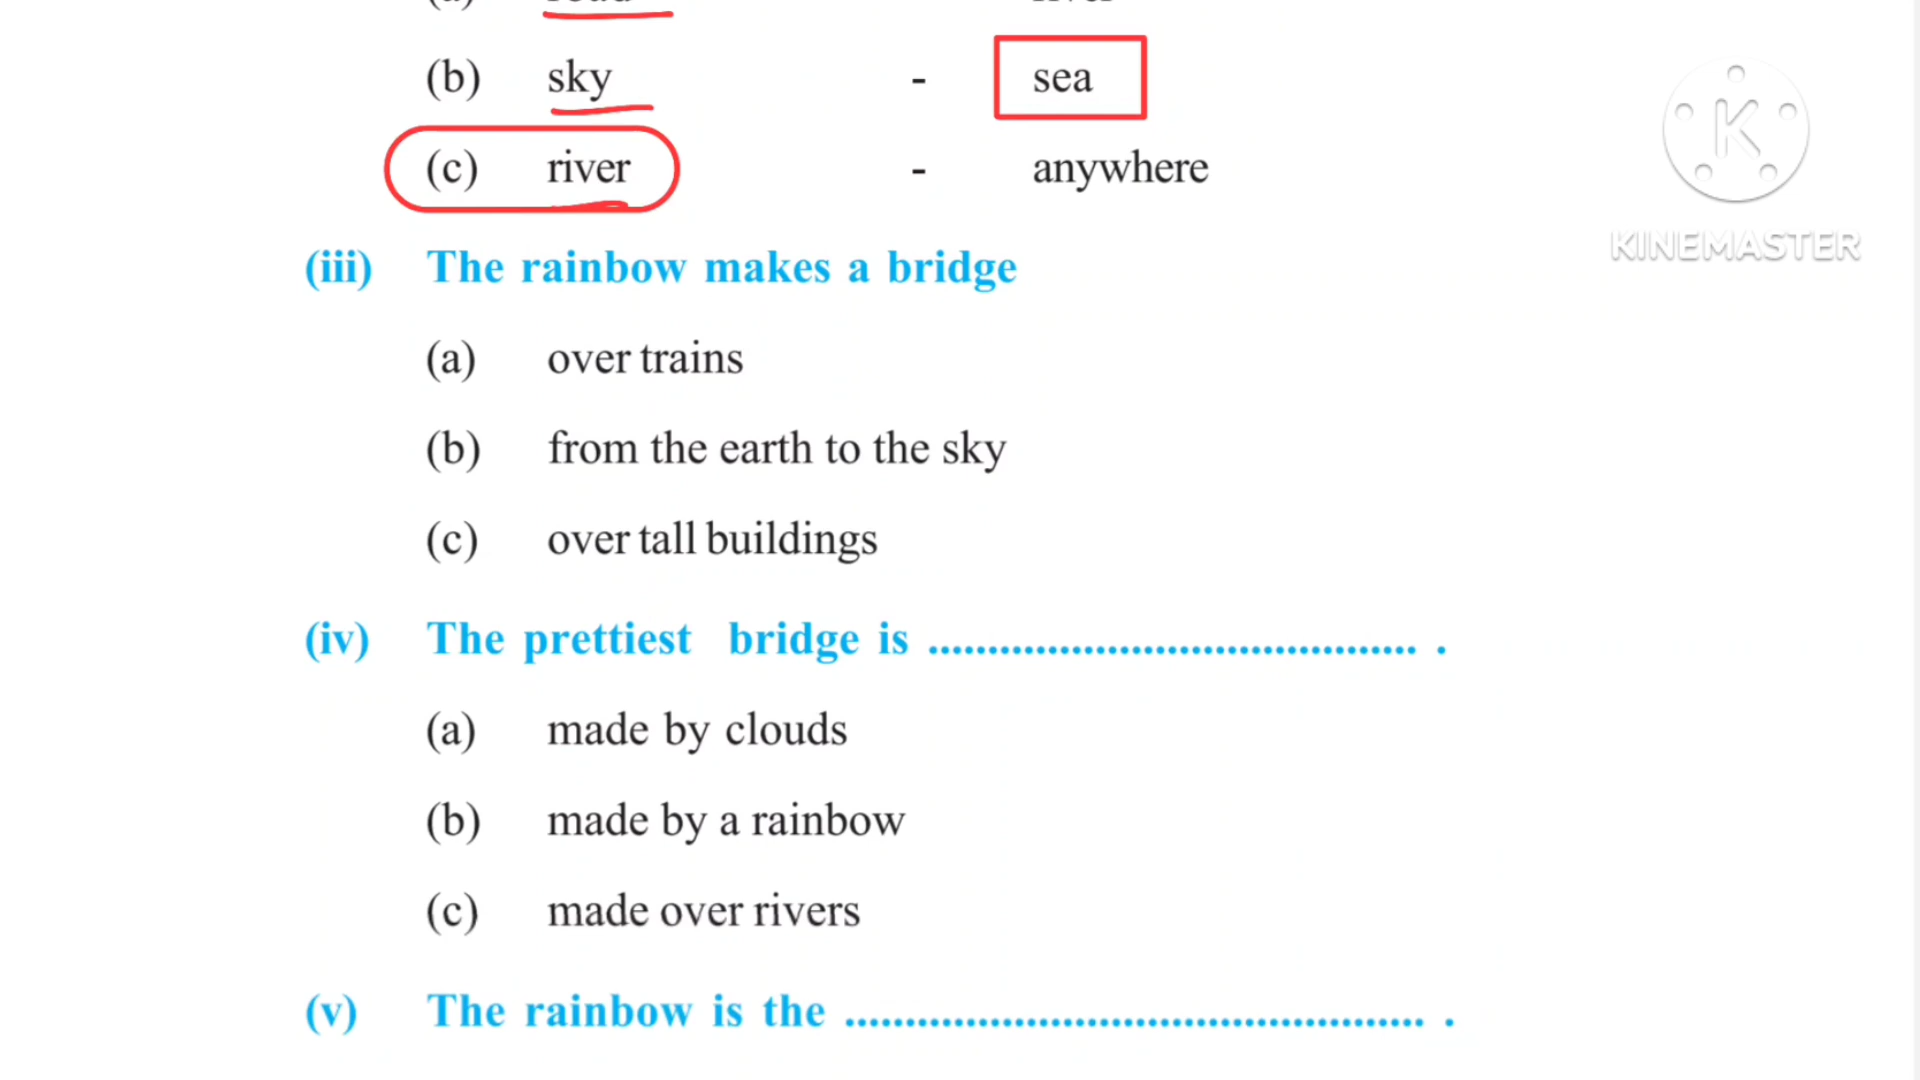 (b) sky - sea
(c) river - anywhere
(iii) The rainbow makes a bridge
(a) over trains
(b) from the earth to the sky
(c) over tall buildings
(iv) The prettiest bridge is ......................................... .
(a) made by clouds
(b) made by a rainbow
(c) made over rivers
(v) The rainbow is the ................................................ .
K
KINEMASTER